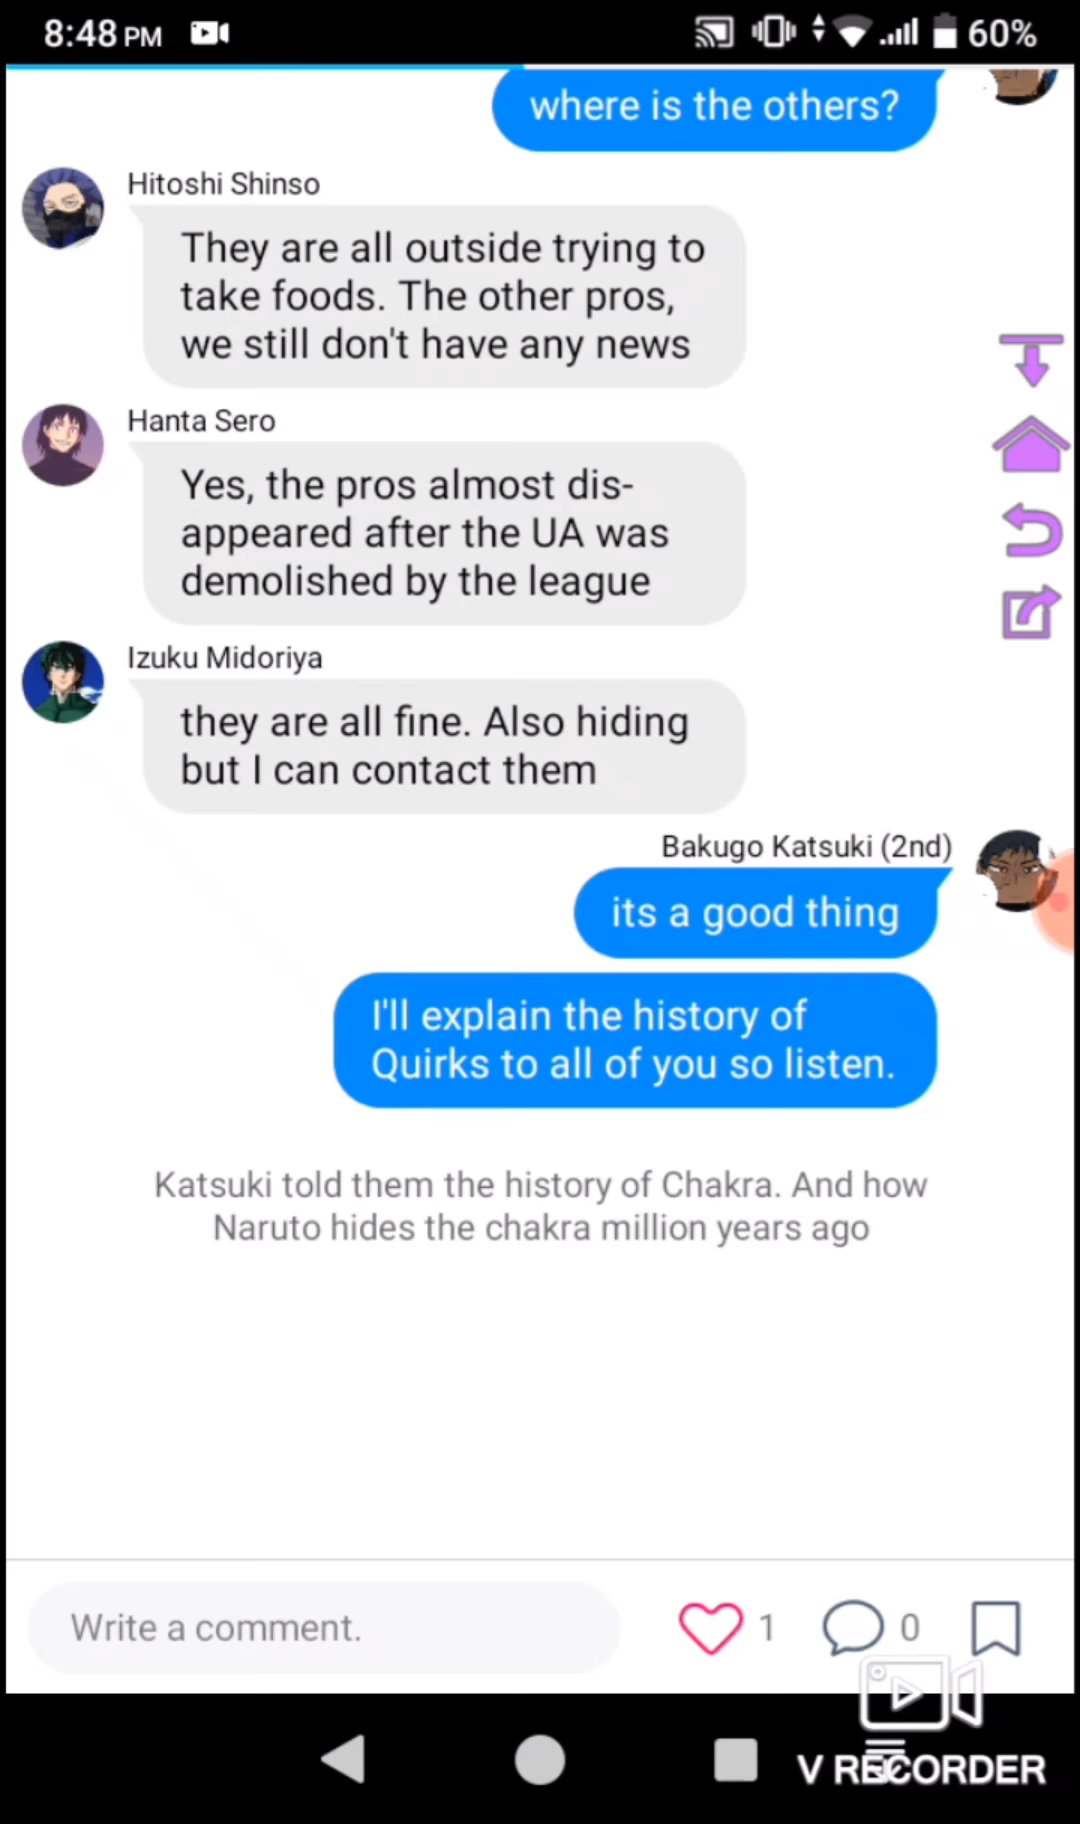 8:48 PM
60%
where is the others?
Hitoshi Shinso
They are all outside trying to
take foods. The other pros,
we still don't have any news
Hanta Sero
Yes, the pros almost dis-
appeared after the UA was
demolished by the league
Izuku Midoriya
they are all fine. Also hiding
but I can contact them
Bakugo Katsuki (2nd)
its a good thing
I'll explain the history of
Quirks to all of you so listen.
Katsuki told them the history of Chakra. And how
Naruto hides the chakra million years ago
Write a comment.
1
0
V RECORDER